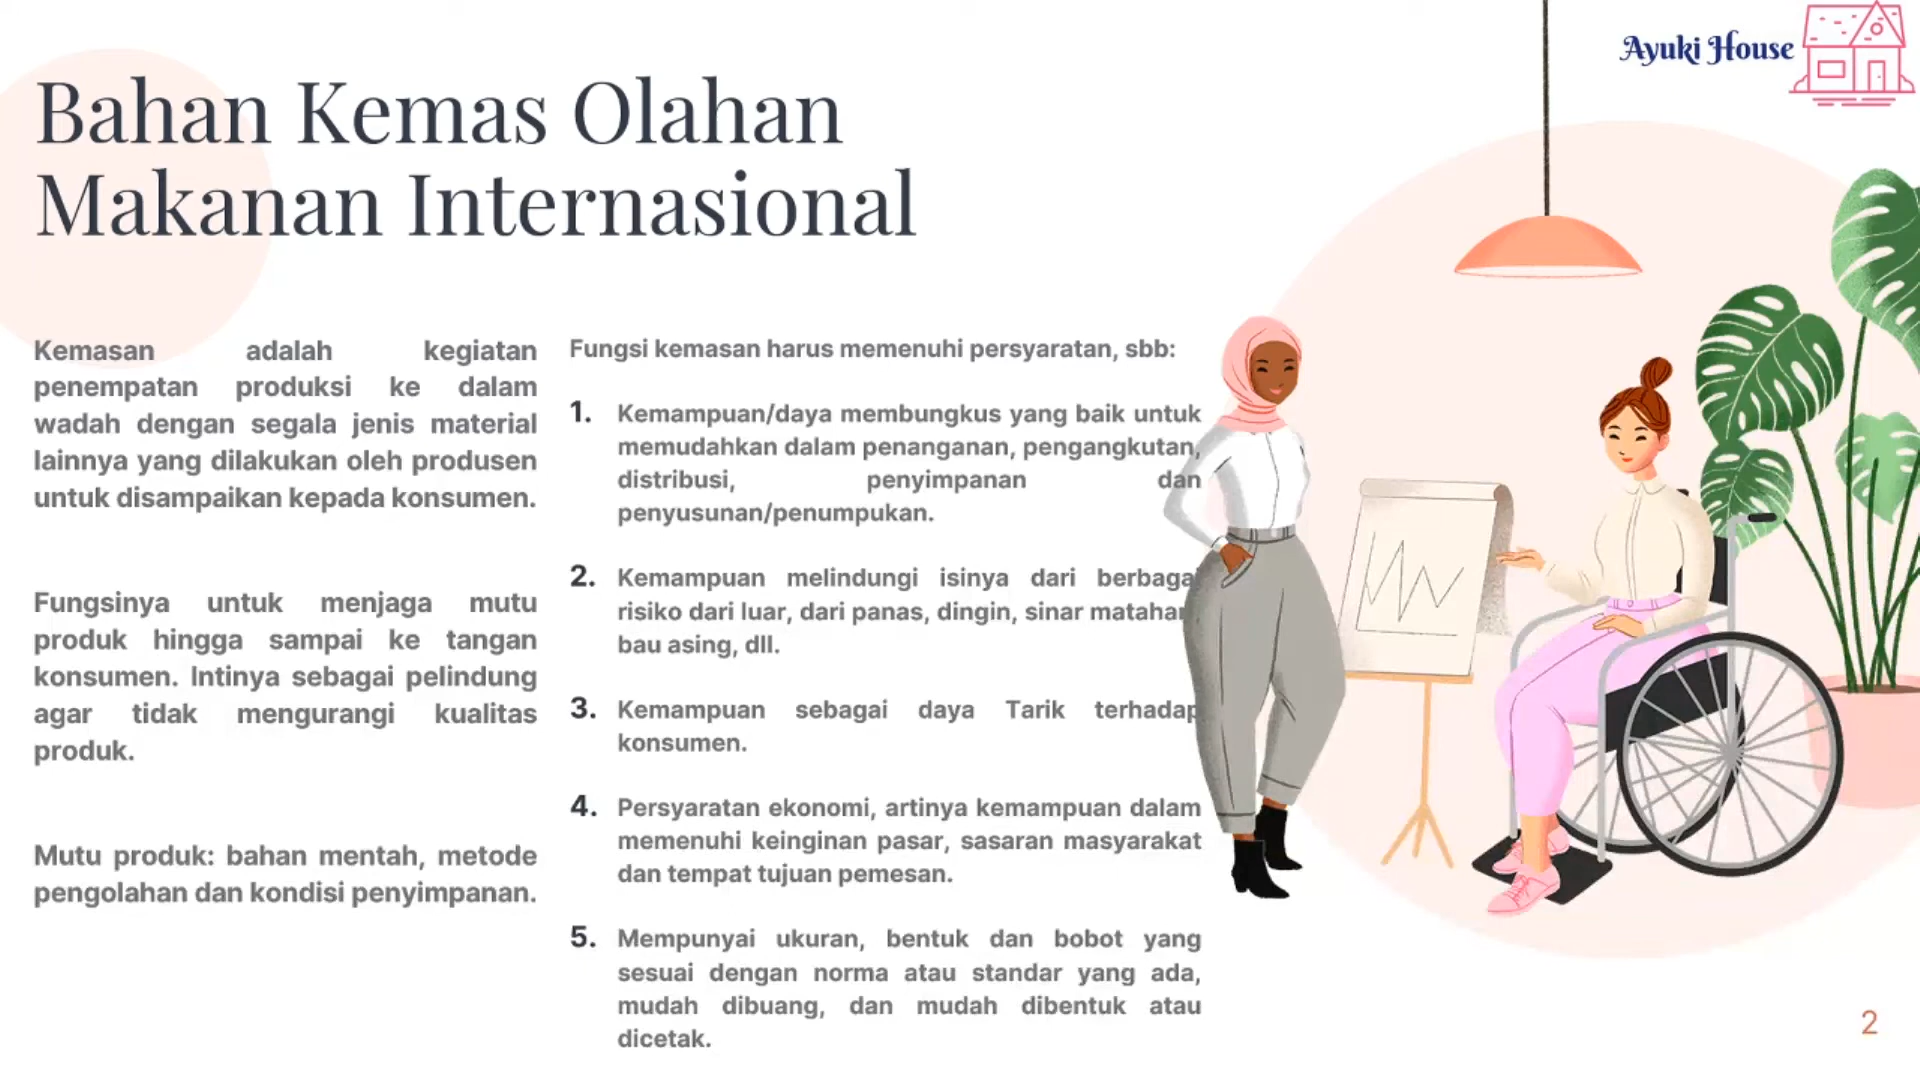 Ayuki House
Bahan Kemas Olahan
Makanan Internasional
Kemasan adalah kegiatan
penempatan produksi ke dalam
wadah dengan segala jenis material
lainnya yang dilakukan oleh produsen
untuk disampaikan kepada konsumen.
Fungsinya untuk menjaga mutu
produk hingga sampai ke tangan
konsumen. Intinya sebagai pelindung
agar tidak mengurangi kualitas
produk.
Mutu produk: bahan mentah, metode
pengolahan dan kondisi penyimpanan.
Fungsi kemasan harus memenuhi persyaratan, sbb:
1. Kemampuan/daya membungkus yang baik untuk
memudahkan dalam penanganan, pengangkutan,
distribusi, penyimpanan dan
penyusunan/penumpukan.
2. Kemampuan melindungi isinya dari berbagai
risiko dari luar, dari panas, dingin, sinar matahari
bau asing, dll.
3. Kemampuan sebagai daya Tarik terhadap
konsumen.
4. Persyaratan ekonomi, artinya kemampuan dalam
memenuhi keinginan pasar, sasaran masyarakat
dan tempat tujuan pemesan.
5. Mempunyai ukuran, bentuk dan bobot yang
sesuai dengan norma atau standar yang ada,
mudah dibuang, dan mudah dibentuk atau
dicetak.
2